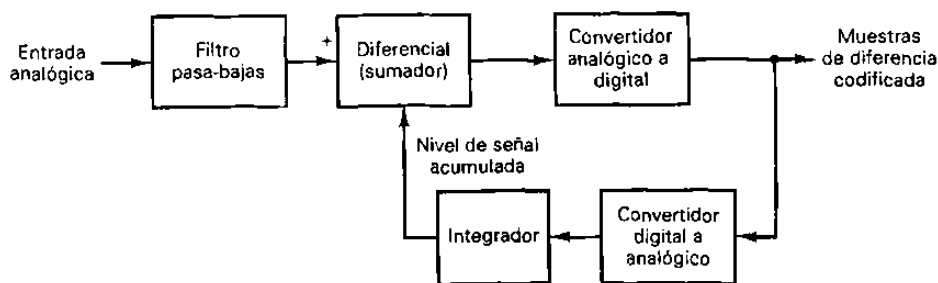 Entrada
analógica
Filtro
pasa-bajas
+
Diferencial
(sumador)
Convertidor
analógico a
digital
Muestras
de diferencia
codificada
Nivel de señal
acumulada
Integrador
Convertidor
digital a
analógico